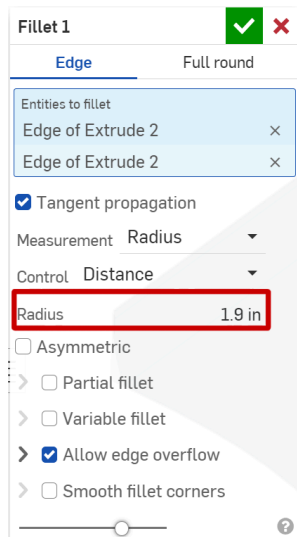 Fillet 1
Edge Full round
Entities to fillet
Edge of Extrude 2
Edge of Extrude 2
Tangent propagation
Measurement Radius
Control Distance
Radius 1.9 in
Asymmetric
Partial fillet
Variable fillet
Allow edge overflow
Smooth fillet corners